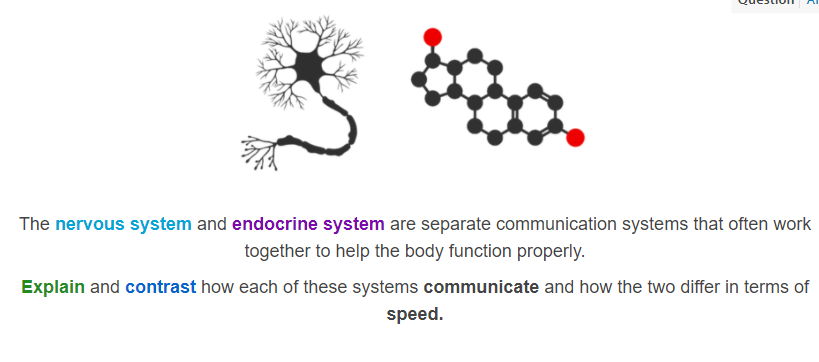 Question
The nervous system and endocrine system are separate communication systems that often work
together to help the body function properly.
Explain and contrast how each of these systems communicate and how the two differ in terms of
speed.